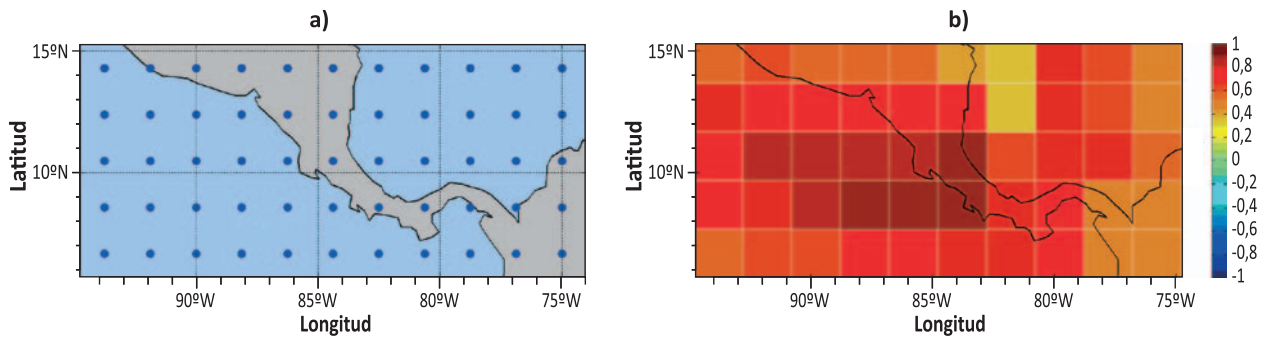 a)
15ºN
10ºN
Latitud
90ºW 85ºW 80ºW 75ºW
Longitud
b)
15ºN
10ºN
Latitud
90ºW 85ºW 80ºW 75ºW
Longitud
1
0,8
0,6
0,4
0,2
0
-0,2
-0,4
-0,6
-0,8
-1